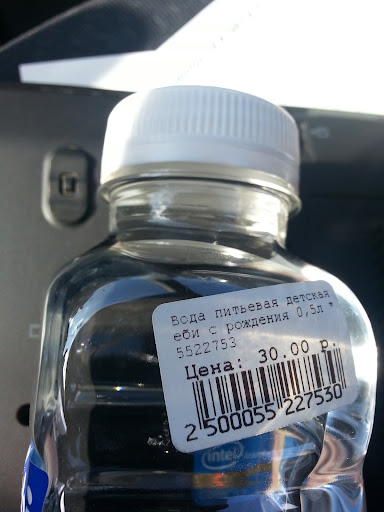 Вода питьевая детская
еби с рождения 0,5л *
5522753
Цена: 30.00 р.
2 500055 227530
intel